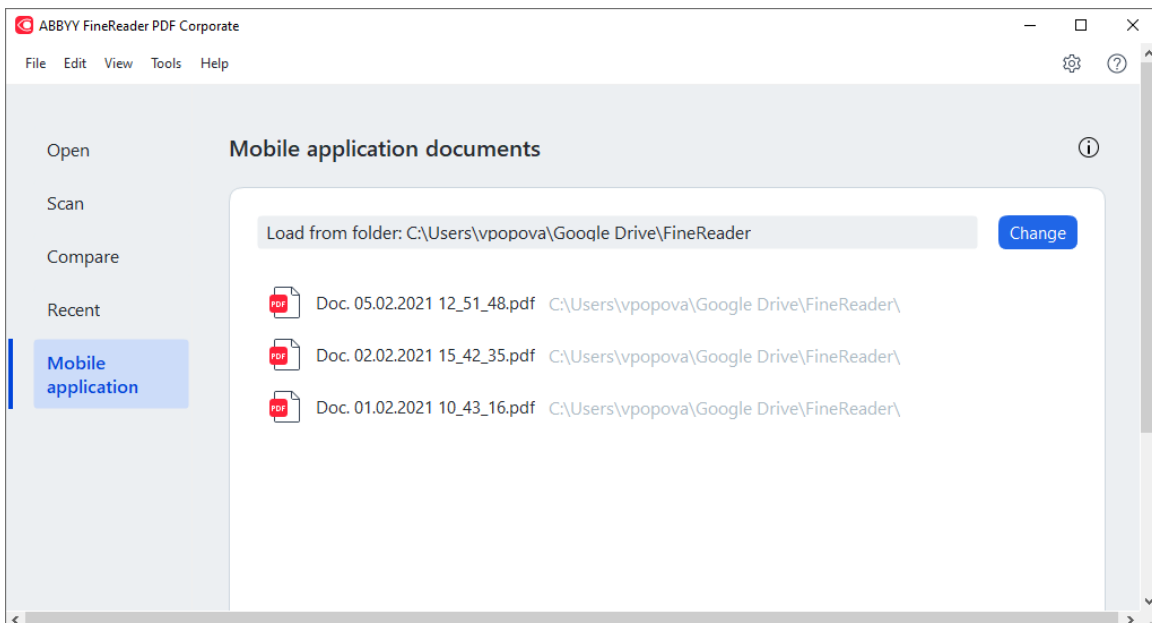 ABBYY FineReader PDF Corporate
File Edit View Tools Help
Open
Scan
Compare
Recent
Mobile
application
Mobile application documents
Load from folder: C:\Users\vpopova\Google Drive\FineReader
Change
PDF Doc. 05.02.2021 12_51_48.pdf C:\Users\vpopova\Google Drive\FineReader\
PDF Doc. 02.02.2021 15_42_35.pdf C:\Users\vpopova\Google Drive\FineReader\
PDF Doc. 01.02.2021 10_43_16.pdf C:\Users\vpopova\Google Drive\FineReader\